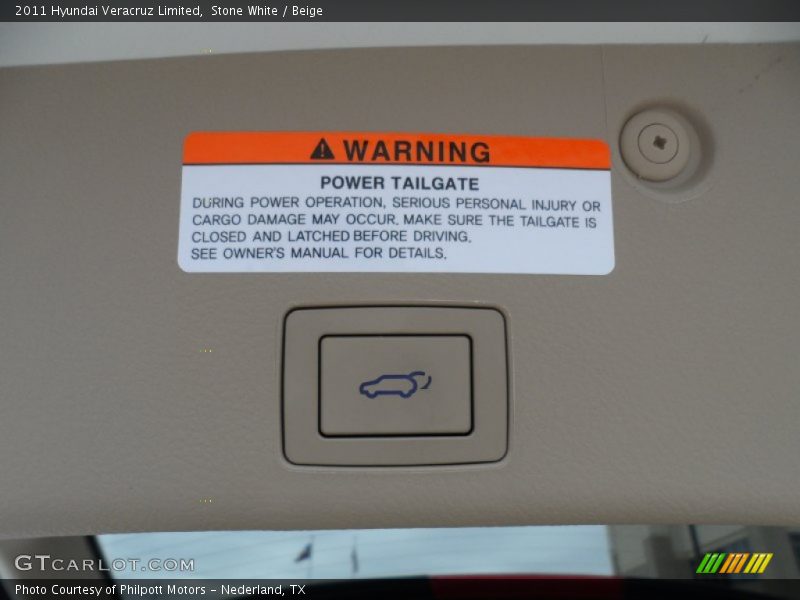 2011 Hyundai Veracruz Limited, Stone White / Beige
WARNING
POWER TAILGATE
DURING POWER OPERATION, SERIOUS PERSONAL INJURY OR
CARGO DAMAGE MAY OCCUR. MAKE SURE THE TAILGATE IS
CLOSED AND LATCHED BEFORE DRIVING.
SEE OWNER'S MANUAL FOR DETAILS.
GTCARLOT.COM
Photo Courtesy of Philpott Motors - Nederland, TX